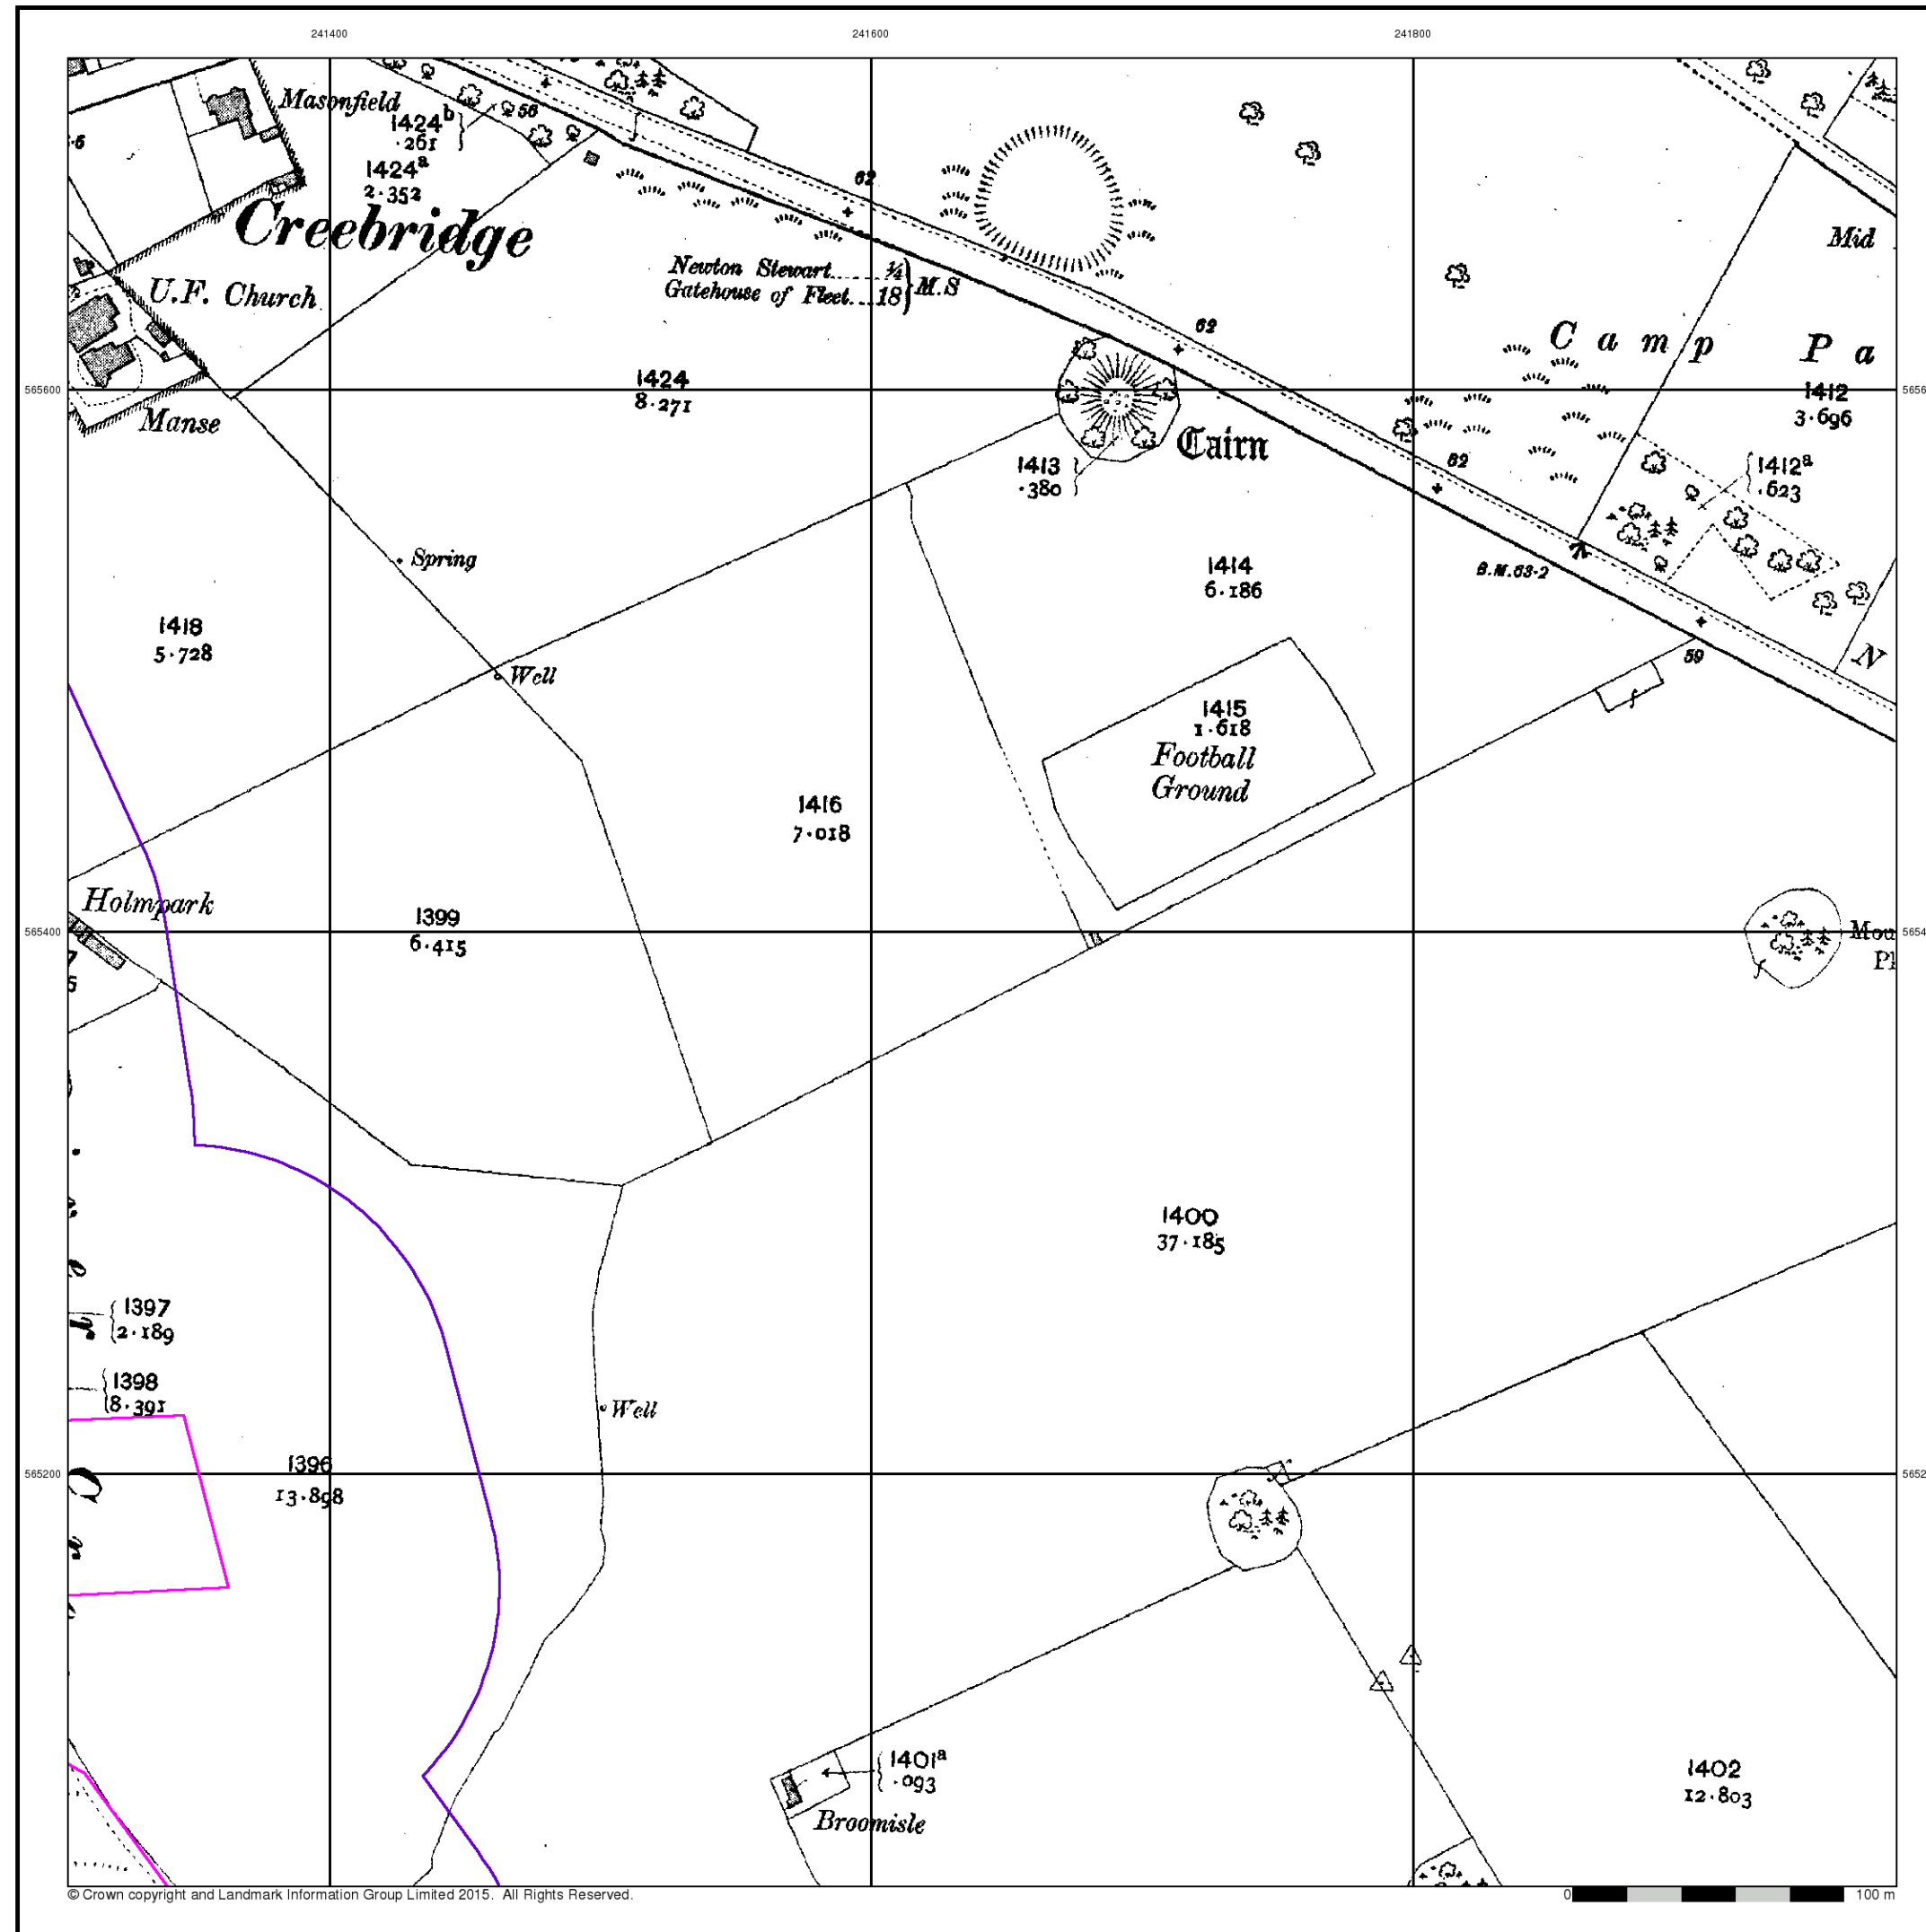 241400
241600
241800
Masonfield
1424b
.261
56
1424a
2.352
Creebridge
62
Mid
Newton Stewart...... ¼
Gatehouse of Fleet...18
M.S
U.F. Church
62
Camp Pa
565600
1424
8.271
1412
3.696
Manse
Cairn
1413
.380
62
1412a
.623
Spring
1414
6.186
B.M.63.2
1418
5.728
59
N
Well
1415
1.618
Football
Ground
1416
7.018
Holmpark
1399
6.415
565400
Mou
Pl
1400
37.185
1397
2.189
1398
8.391
Well
565200
1396
13.898
1401a
.093
Broomisle
1402
12.803
© Crown copyright and Landmark Information Group Limited 2015. All Rights Reserved.
0 100 m